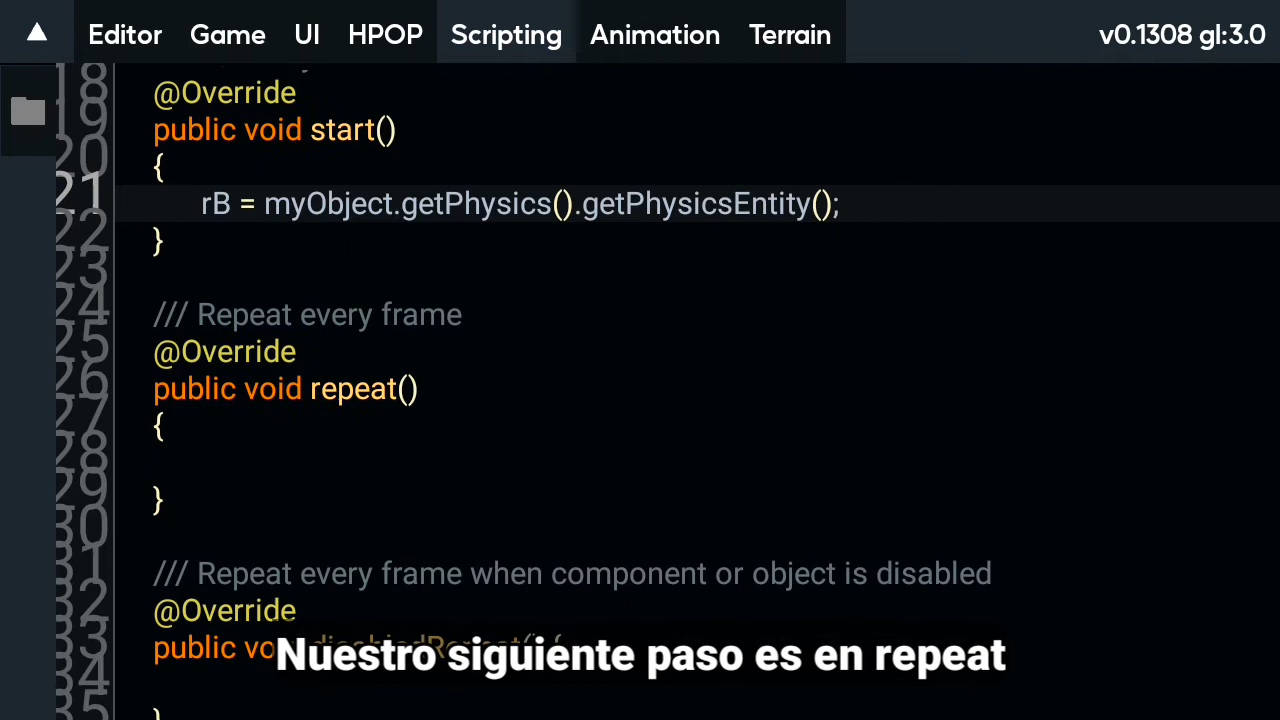 ▲ Editor Game UI HPOP Scripting Animation Terrain v0.1308 gl:3.0
18
19 @Override
20 public void start()
{
21 rB = myObject.getPhysics().getPhysicsEntity();
22 }
23
24 /// Repeat every frame
25 @Override
26 public void repeat()
27 {
28
29 }
30
31 /// Repeat every frame when component or object is disabled
32 @Override
33 public vo
34
35 }
Nuestro siguiente paso es en repeat